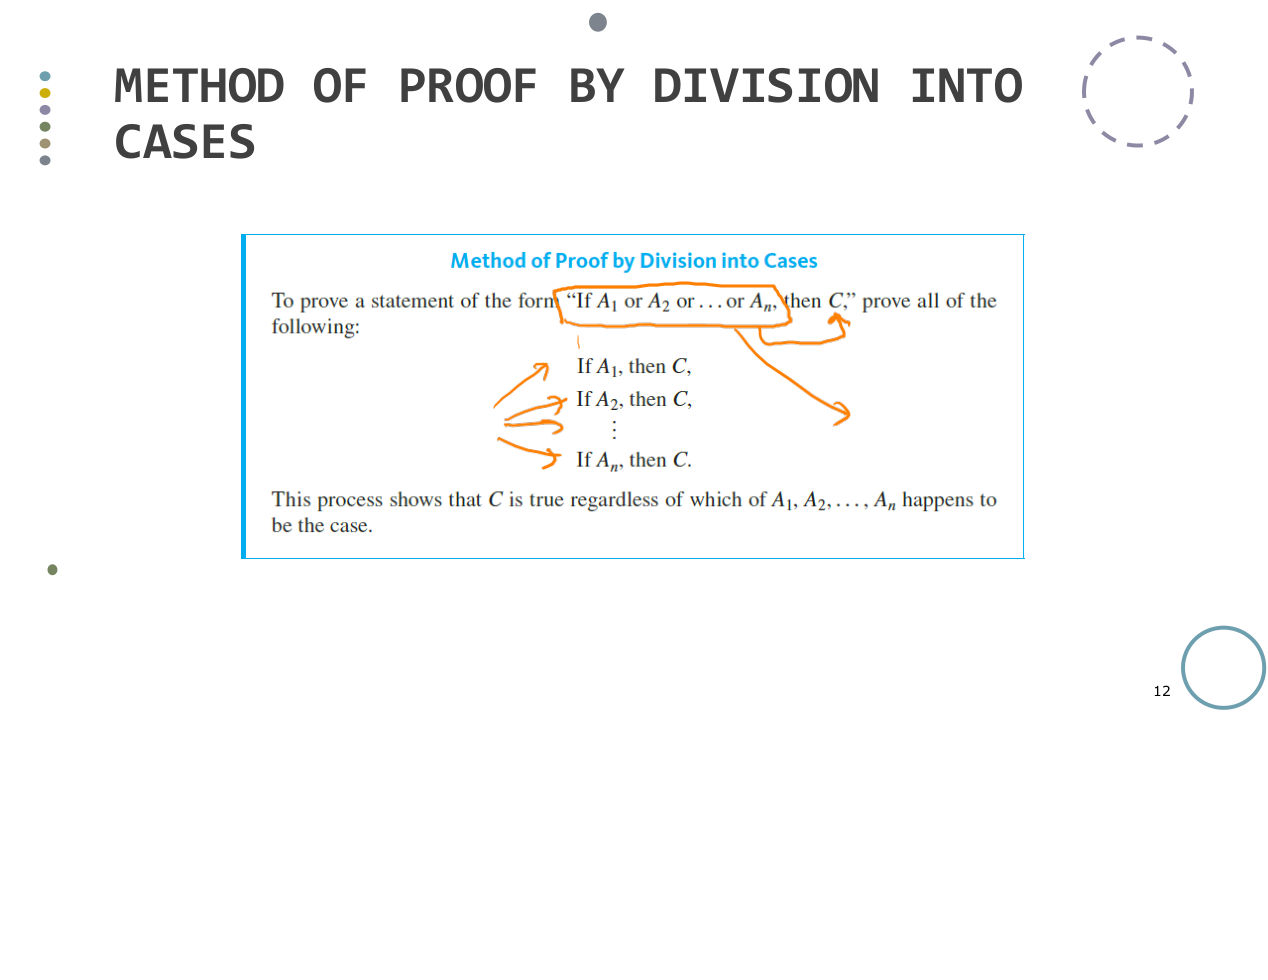 METHOD OF PROOF BY DIVISION INTO
CASES
Method of Proof by Division into Cases
To prove a statement of the form “If A₁ or A₂ or . . . or Aₙ, then C,” prove all of the
following:
If A₁, then C,
If A₂, then C,
⋮
If Aₙ, then C.
This process shows that C is true regardless of which of A₁, A₂, . . . , Aₙ happens to
be the case.
12